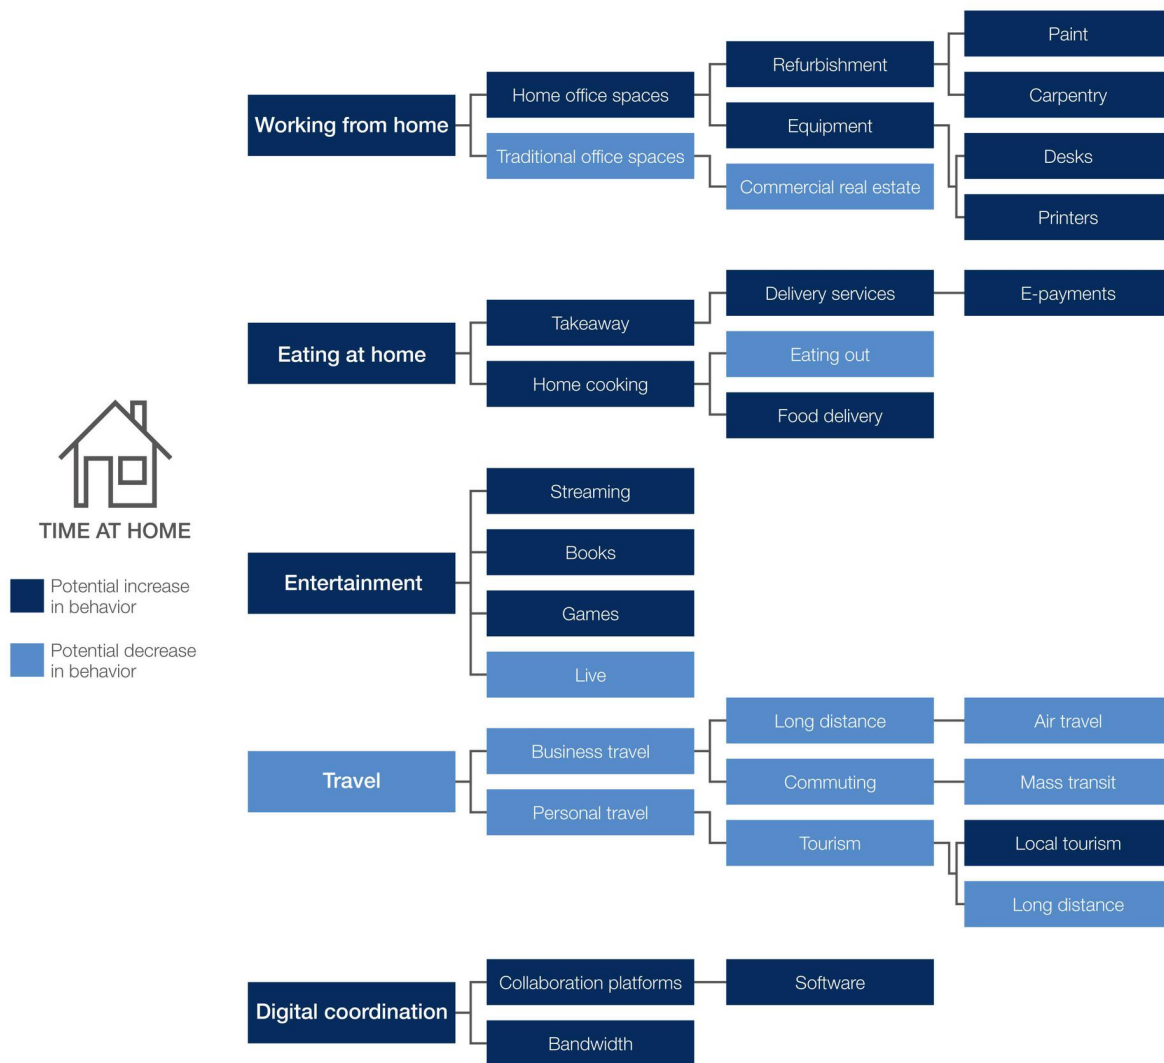 Paint
Refurbishment
Home office spaces
Carpentry
Working from home
Equipment
Traditional office spaces
Desks
Commercial real estate
Printers
Delivery services
E-payments
Takeaway
Eating at home
Eating out
Home cooking
Food delivery
TIME AT HOME
Potential increase
in behavior
Potential decrease
in behavior
Streaming
Books
Entertainment
Games
Live
Long distance
Air travel
Business travel
Travel
Commuting
Mass transit
Personal travel
Tourism
Local tourism
Long distance
Collaboration platforms
Software
Digital coordination
Bandwidth